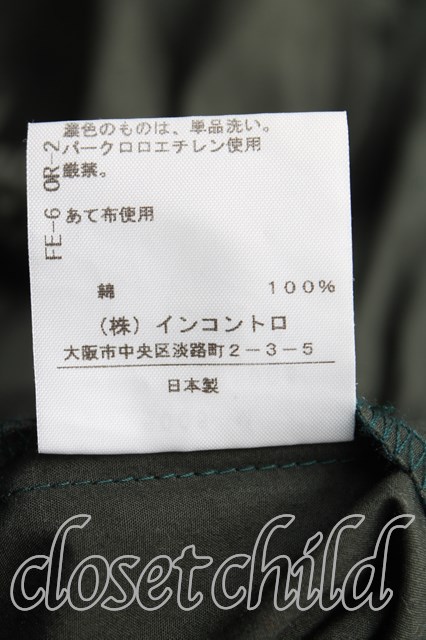 濃色のものは、単品洗い。
パークロロエチレン使用
厳禁。
あて布使用
FE-6 OR-2
綿 100%
(株)インコントロ
大阪市中央区淡路町2-3-5
日本製
closet child